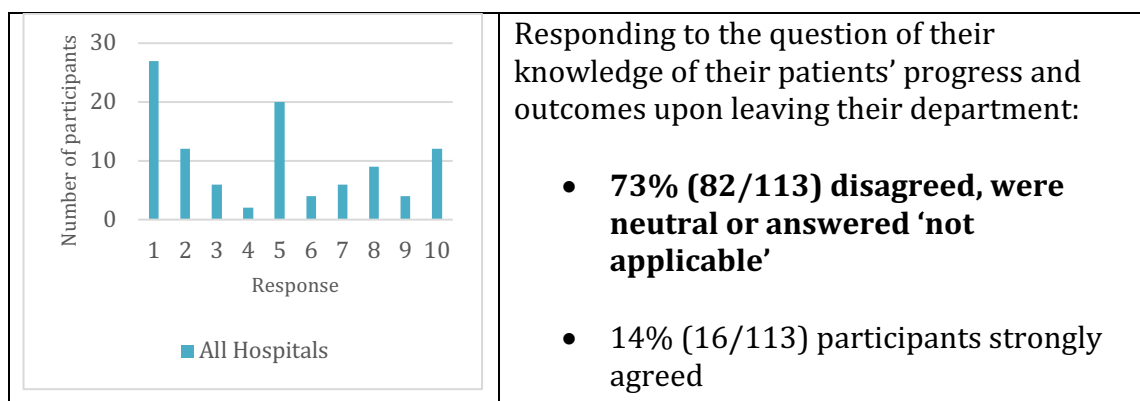 30
20
10
0
Number of participants
1 2 3 4 5 6 7 8 9 10
Response
All Hospitals
Responding to the question of their
knowledge of their patients’ progress and
outcomes upon leaving their department:
• 73% (82/113) disagreed, were
neutral or answered ‘not
applicable’
• 14% (16/113) participants strongly
agreed